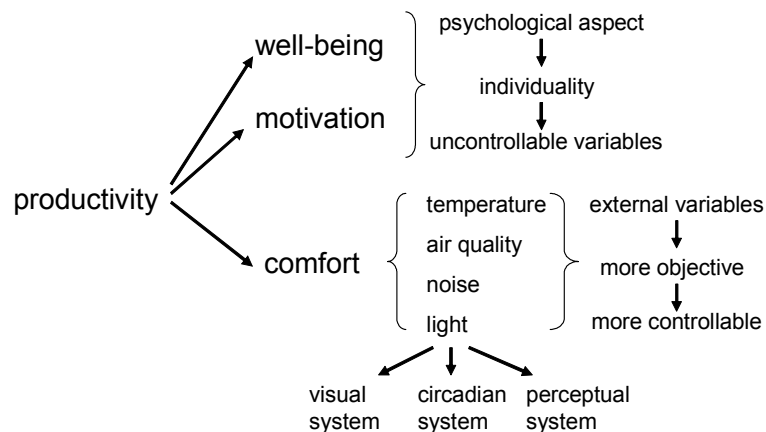 psychological aspect
well-being
individuality
motivation
uncontrollable variables
productivity
temperature
external variables
air quality
comfort
more objective
noise
light
more controllable
visual
system
circadian
system
perceptual
system